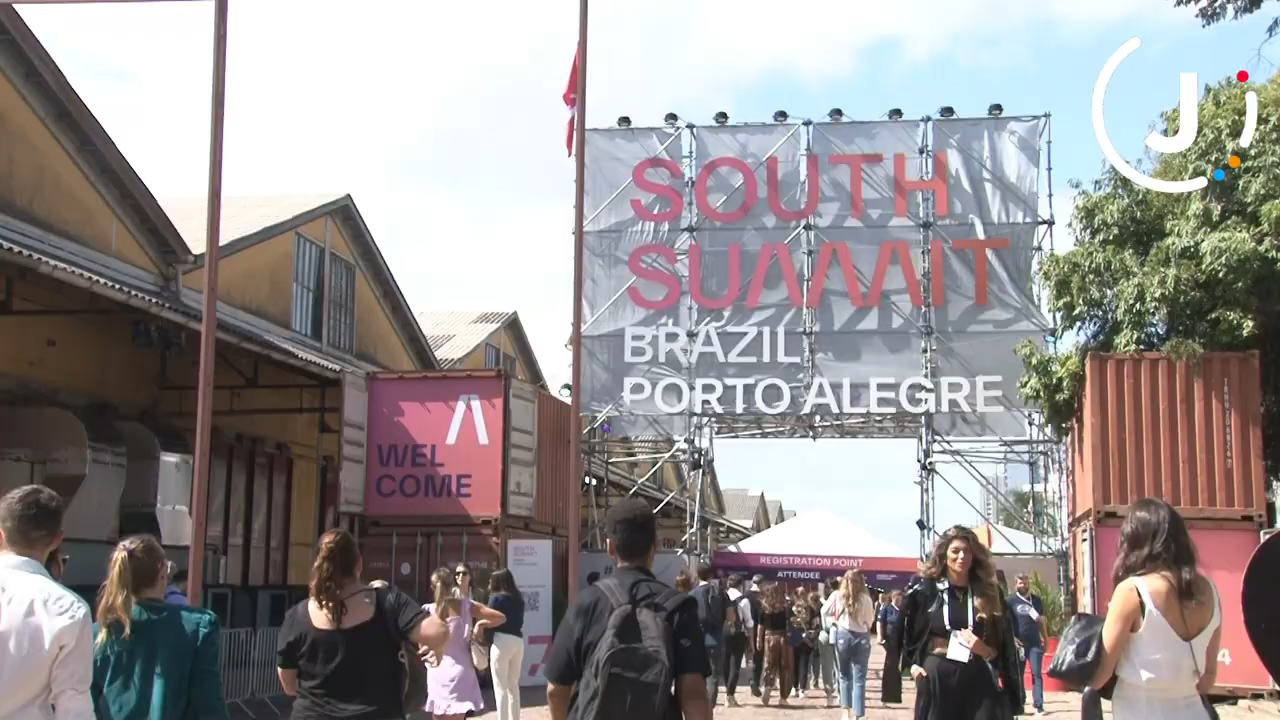 SOUTH
SUMMIT
BRAZIL
PORTO ALEGRE
WEL
COME
REGISTRATION POINT
ATTENDEE
J